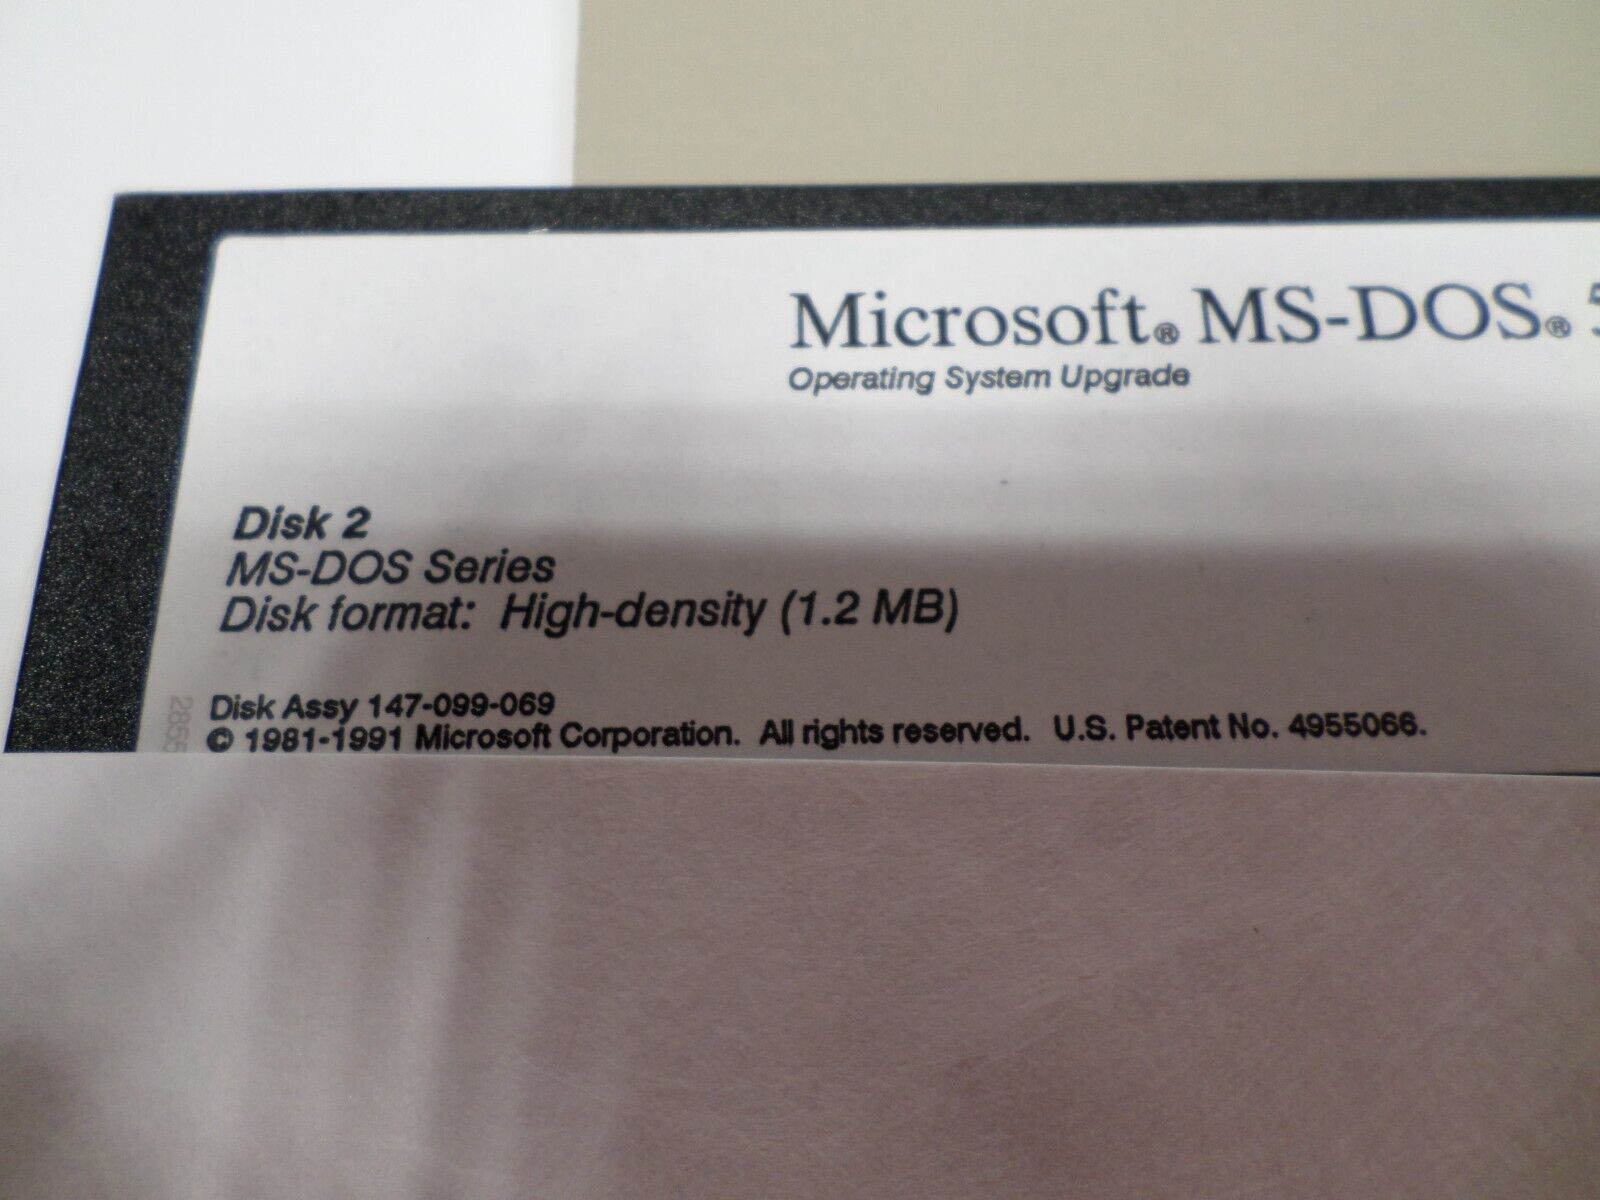 Microsoft® MS-DOS® 5
Operating System Upgrade
Disk 2
MS-DOS Series
Disk format: High-density (1.2 MB)
Disk Assy 147-099-069
© 1981-1991 Microsoft Corporation. All rights reserved. U.S. Patent No. 4955066.